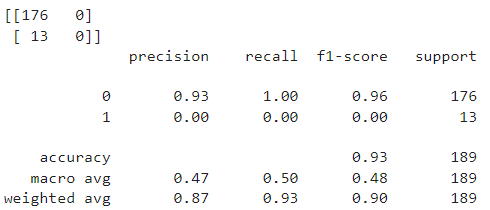 [[176   0]
 [ 13   0]]
              precision    recall  f1-score   support

           0       0.93      1.00      0.96       176
           1       0.00      0.00      0.00        13

    accuracy                           0.93       189
   macro avg       0.47      0.50      0.48       189
weighted avg       0.87      0.93      0.90       189